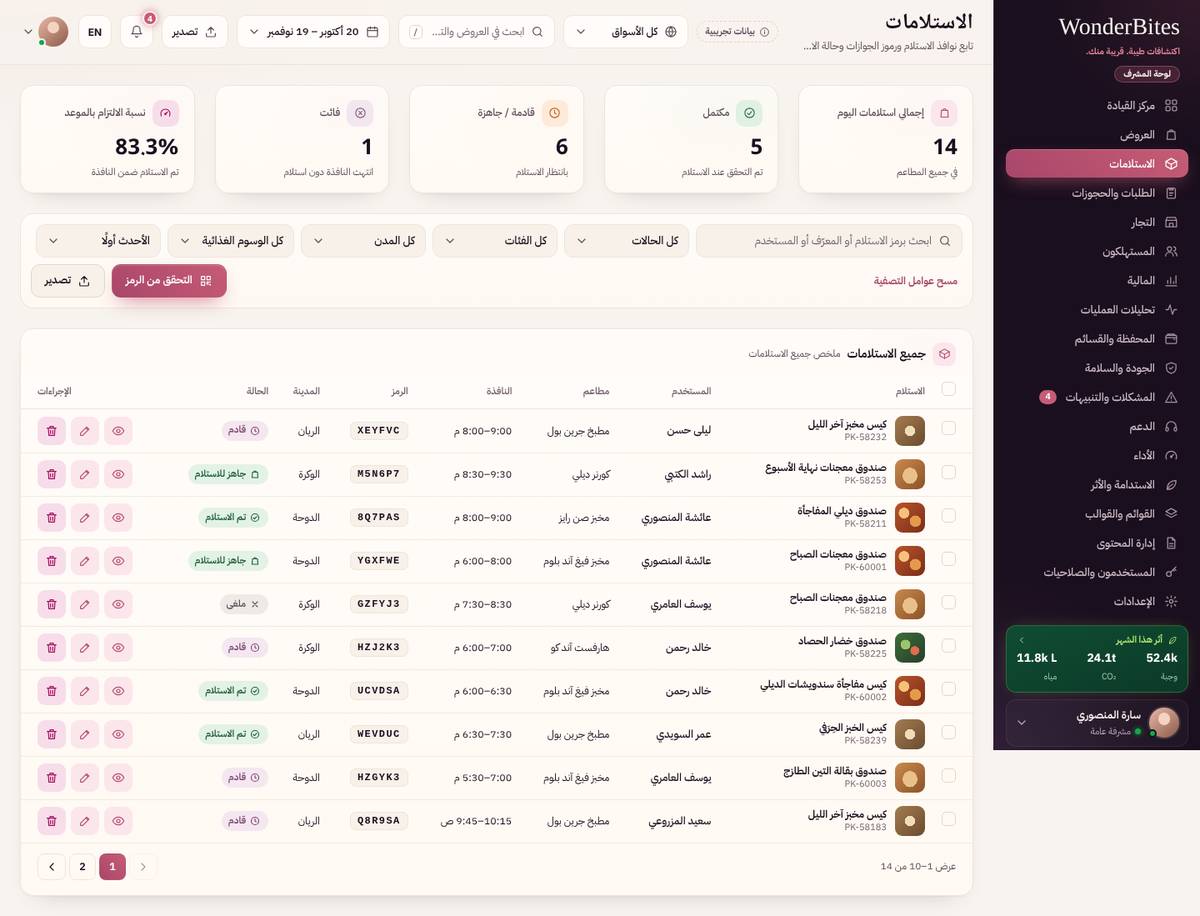 WonderBites
اكتشافات طيبة. قريبة منك.
لوحة المشرف
مركز القيادة
العروض
الاستلامات
الطلبات والحجوزات
التجار
المستهلكون
المالية
تحليلات العمليات
المحفظة والقسائم
الجودة والسلامة
المشكلات والتنبيهات 4
الدعم
الأداء
الاستدامة والأثر
القوائم والقوالب
إدارة المحتوى
المستخدمون والصلاحيات
الإعدادات
أثر هذا الشهر
52.4k 24.1t 11.8k L
وجبة CO₂ مياه
سارة المنصوري
مشرفة عامة
الاستلامات
تابع نوافذ الاستلام ورموز الجوازات وحالة الا...
بيانات تجريبية
كل الأسواق
ابحث في العروض والتـ... /
20 أكتوبر – 19 نوفمبر
تصدير
4
EN
إجمالي استلامات اليوم
14
في جميع المطاعم
مكتمل
5
تم التحقق عند الاستلام
قادمة / جاهزة
6
بانتظار الاستلام
فائت
1
انتهت النافذة دون استلام
نسبة الالتزام بالموعد
83.3%
تم الاستلام ضمن النافذة
ابحث برمز الاستلام أو المعرّف أو المستخدم
كل الحالات
كل الفئات
كل المدن
كل الوسوم الغذائية
الأحدث أولًا
مسح عوامل التصفية
التحقق من الرمز
تصدير
جميع الاستلامات ملخص جميع الاستلامات
الاستلام المستخدم مطاعم النافذة الرمز المدينة الحالة الإجراءات
كيس مخبز آخر الليل ليلى حسن مطبخ جرين بول 8:00–9:00 م XEYFVC الريان قادم
PK-58232
صندوق معجنات نهاية الأسبوع راشد الكتبي كورنر ديلي 8:30–9:30 م M5N6P7 الوكرة جاهز للاستلام
PK-58253
صندوق ديلي المفاجأة عائشة المنصوري مخبز صن رايز 8:00–9:00 م 8Q7PAS الدوحة تم الاستلام
PK-58211
صندوق معجنات الصباح عائشة المنصوري مخبز فيغ آند بلوم 6:00–8:00 م YGXFWE الدوحة جاهز للاستلام
PK-60001
صندوق معجنات الصباح يوسف العامري كورنر ديلي 7:30–8:30 م GZFYJ3 الوكرة ملغى
PK-58218
صندوق خضار الحصاد خالد رحمن هارفست آند كو 6:00–7:00 م HZJ2K3 الوكرة قادم
PK-58225
كيس مفاجأة سندويشات الديلي خالد رحمن مخبز فيغ آند بلوم 6:00–6:30 م UCVDSA الدوحة تم الاستلام
PK-60002
كيس الخبز الحِرَفي عمر السويدي مطبخ جرين بول 6:30–7:30 م WEVDUC الريان تم الاستلام
PK-58239
صندوق بقالة التين الطازج يوسف العامري مخبز فيغ آند بلوم 5:30–7:00 م HZGYK3 الدوحة قادم
PK-60003
كيس مخبز آخر الليل سعيد المزروعي مطبخ جرين بول 9:45–10:15 ص Q8R9SA الريان قادم
PK-58183
عرض 1–10 من 14
1 2